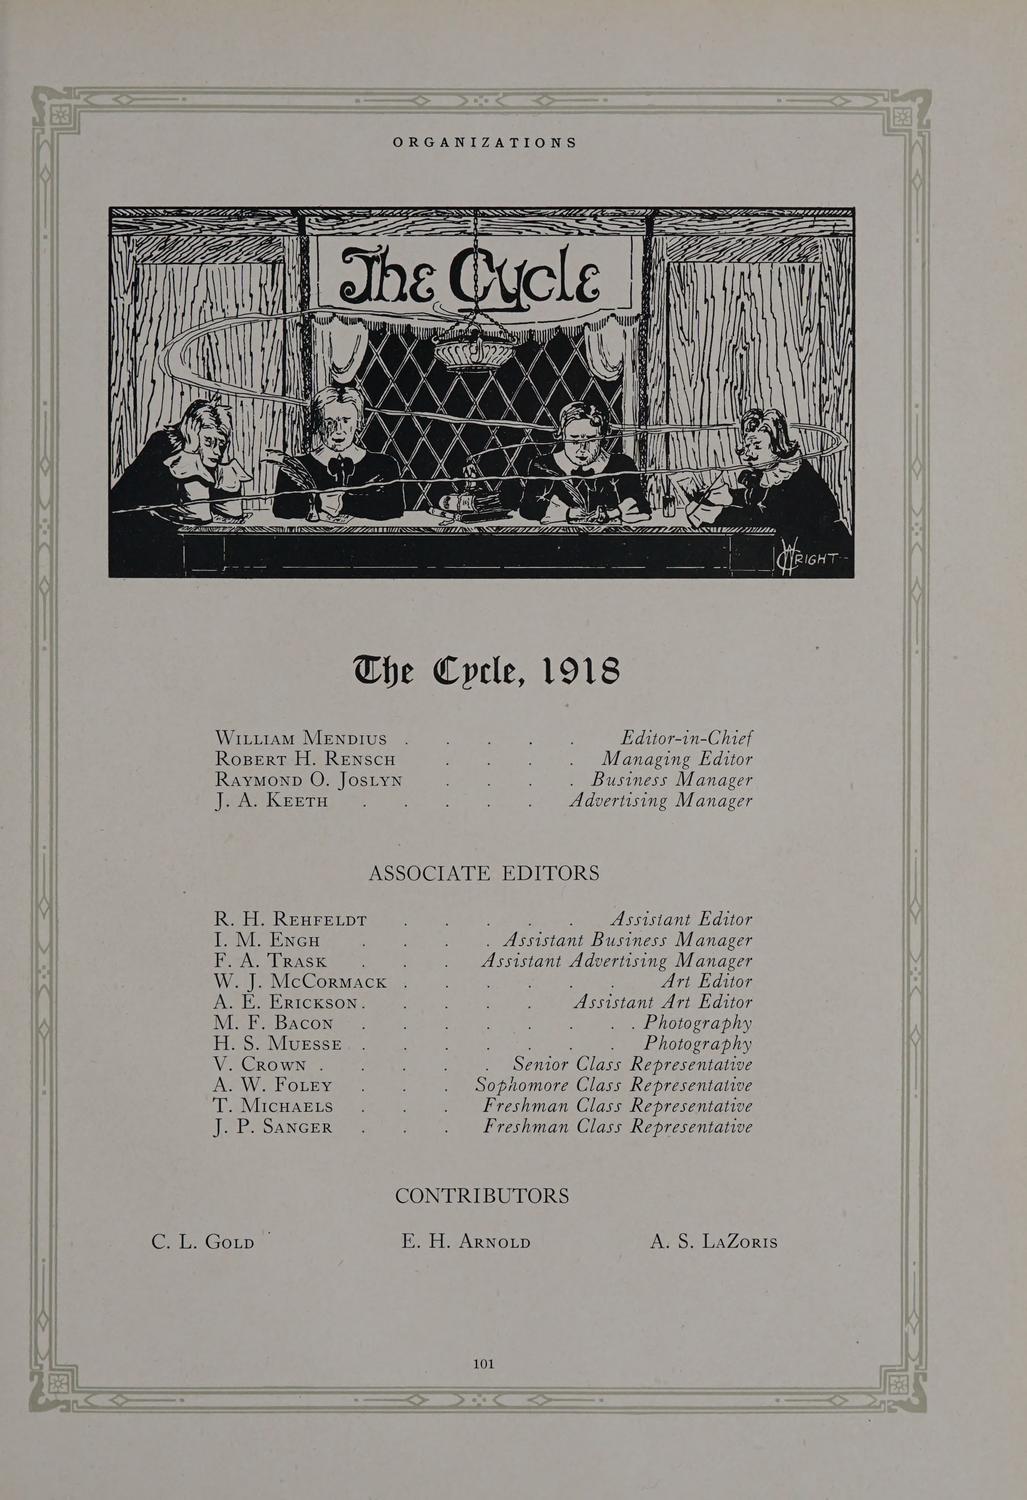 ORGANIZATIONS
The Cycle
WRIGHT
The Cycle, 1918
WILLIAM MENDIUS . . . . . Editor-in-Chief
ROBERT H. RENSCH . . . . Managing Editor
RAYMOND O. JOSLYN . . . . Business Manager
J. A. KEETH . . . . . Advertising Manager
ASSOCIATE EDITORS
R. H. REHFELDT . . . . . Assistant Editor
I. M. ENGH . . . . Assistant Business Manager
F. A. TRASK . . . Assistant Advertising Manager
W. J. MCCORMACK . . . . . . Art Editor
A. E. ERICKSON . . . . . Assistant Art Editor
M. F. BACON . . . . . . . . Photography
H. S. MUESSE . . . . . . . Photography
V. CROWN . . . . . Senior Class Representative
A. W. FOLEY . . . Sophomore Class Representative
T. MICHAELS . . . Freshman Class Representative
J. P. SANGER . . . Freshman Class Representative
CONTRIBUTORS
C. L. GOLD E. H. ARNOLD A. S. LAZORIS
101